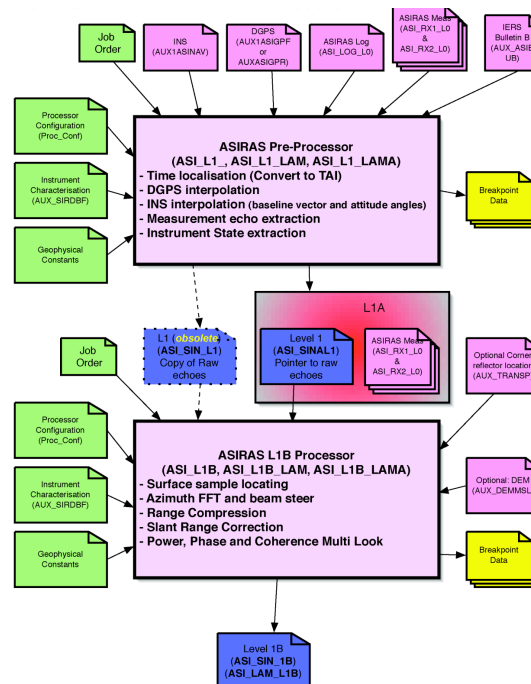 Job
Order
INS
(AUX1ASINAV)
DGPS
(AUX1ASIGPF
or
AUXASIGPR)
ASIRAS Log
(ASI_LOG_L0)
ASIRAS Meas
(ASI_RX1_L0
&
ASI_RX2_L0)
IERS
Bulletin B
(AUX_ASIB
UB)
Processor
Configuration
(Proc_Conf)
Instrument
Characterisation
(AUX_SIRDBF)
Geophysical
Constants
ASIRAS Pre-Processor
(ASI_L1_, ASI_L1_LAM, ASI_L1_LAMA)
- Time localisation (Convert to TAI)
- DGPS interpolation
- INS interpolation (baseline vector and attitude angles)
- Measurement echo extraction
- Instrument State extraction
Breakpoint
Data
L1 (obsolete)
(ASI_SIN_L1)
Copy of Raw
echoes
L1A
Level 1
(ASI_SINAL1)
Pointer to raw
echoes
ASIRAS Meas
(ASI_RX1_L0
&
ASI_RX2_L0)
Job
Order
Optional Corner
reflector location
(AUX_TRANSP
Processor
Configuration
(Proc_Conf)
Instrument
Characterisation
(AUX_SIRDBF)
Geophysical
Constants
ASIRAS L1B Processor
(ASI_L1B, ASI_L1B_LAM, ASI_L1B_LAMA)
- Surface sample locating
- Azimuth FFT and beam steer
- Range Compression
- Slant Range Correction
- Power, Phase and Coherence Multi Look
Optional: DEM
(AUX_DEMMSL
Breakpoint
Data
Level 1B
(ASI_SIN_1B)
(ASI_LAM_L1B)